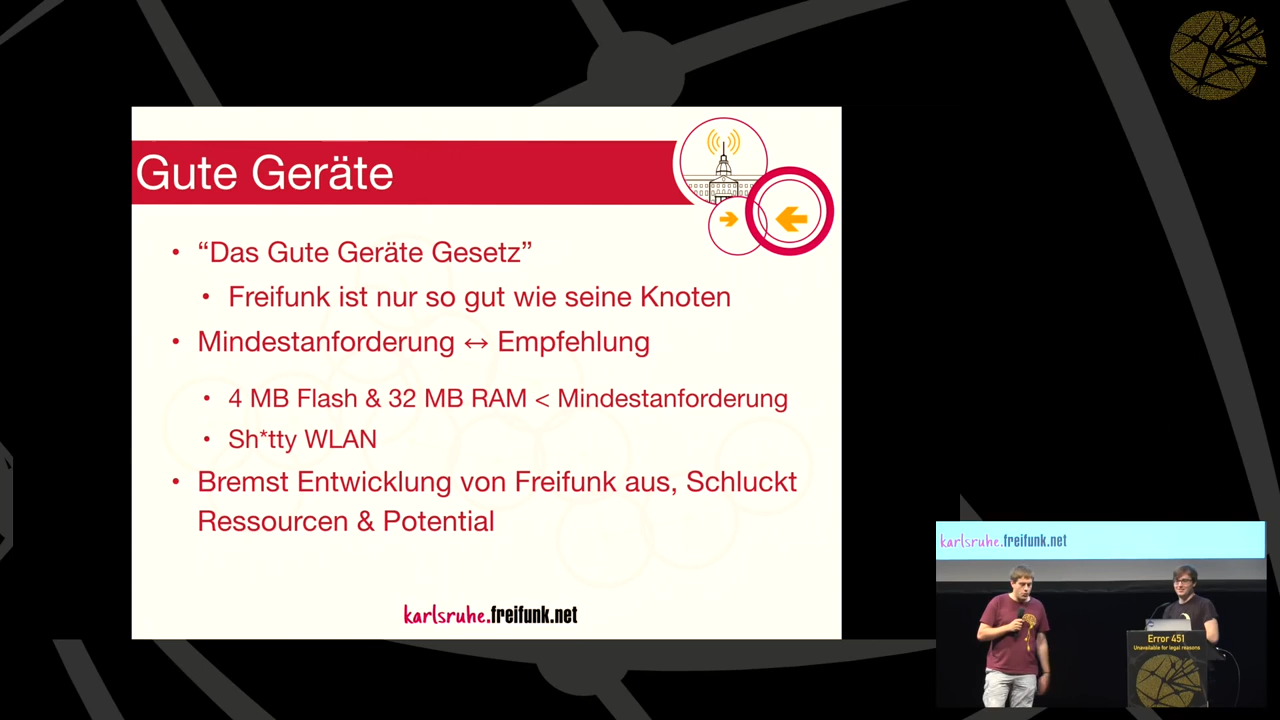 Gute Geräte
• “Das Gute Geräte Gesetz”
• Freifunk ist nur so gut wie seine Knoten
• Mindestanforderung ↔ Empfehlung
• 4 MB Flash & 32 MB RAM < Mindestanforderung
• Sh*tty WLAN
• Bremst Entwicklung von Freifunk aus, Schluckt
Ressourcen & Potential
karlsruhe.freifunk.net
karlsruhe.freifunk.net
Error 451
Unavailable for legal reasons